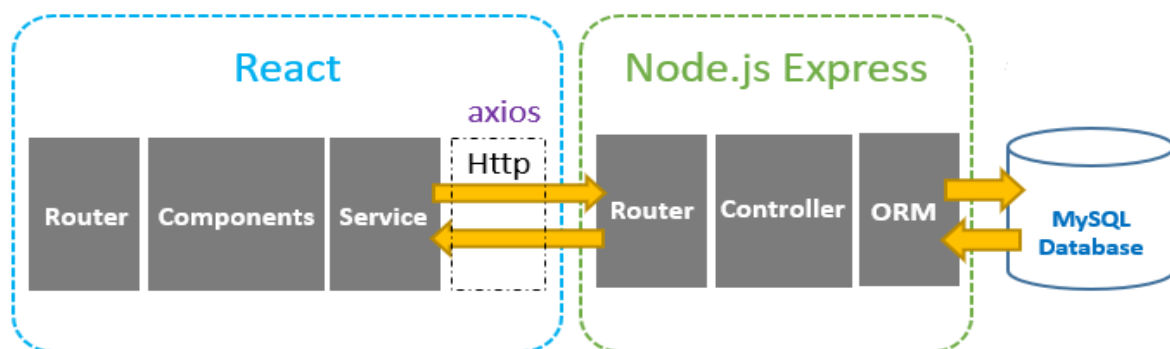 React
Node.js Express
axios
Http
Router
Components
Service
Router
Controller
ORM
MySQL
Database